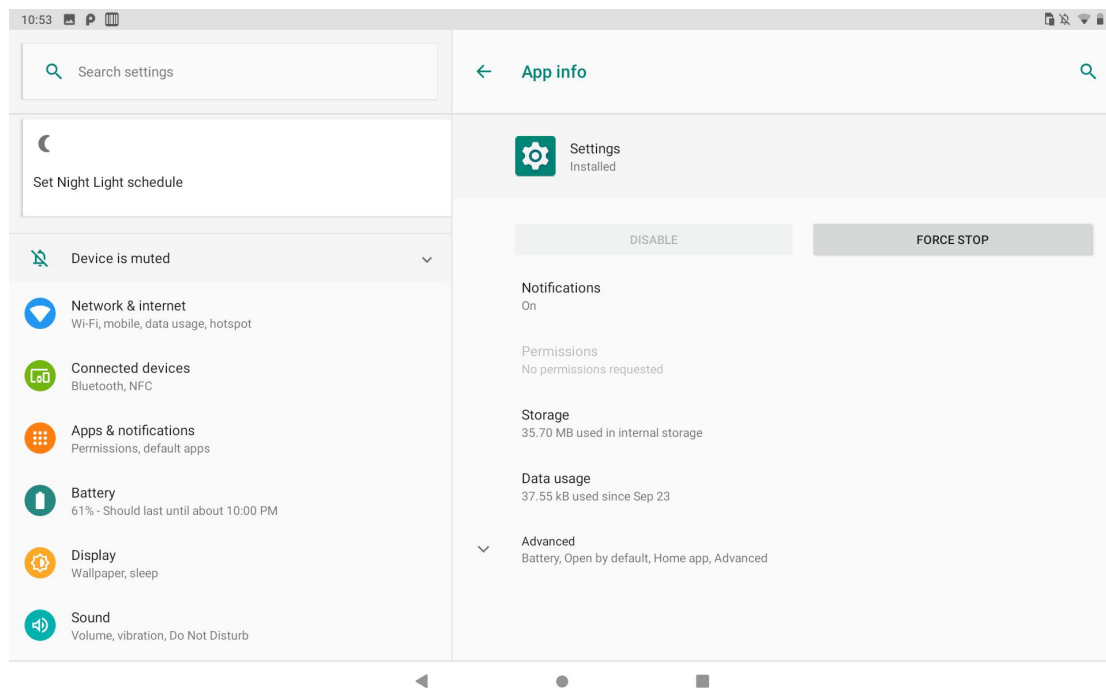 10:53
Search settings
Set Night Light schedule
Device is muted
Network & internet
Wi-Fi, mobile, data usage, hotspot
Connected devices
Bluetooth, NFC
Apps & notifications
Permissions, default apps
Battery
61% - Should last until about 10:00 PM
Display
Wallpaper, sleep
Sound
Volume, vibration, Do Not Disturb
App info
Settings
Installed
DISABLE
FORCE STOP
Notifications
On
Permissions
No permissions requested
Storage
35.70 MB used in internal storage
Data usage
37.55 kB used since Sep 23
Advanced
Battery, Open by default, Home app, Advanced